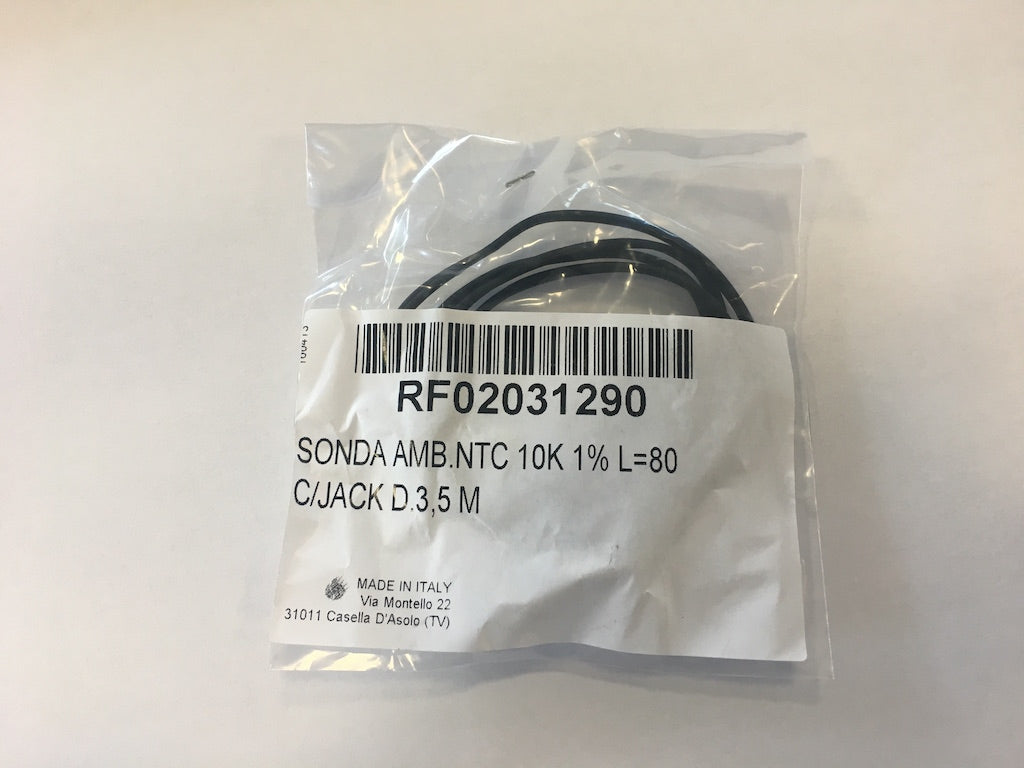 RF02031290
SONDA AMB.NTC 10K 1% L=80
C/JACK D.3,5 M
MADE IN ITALY
Via Montello 22
31011 Casella D'Asolo (TV)